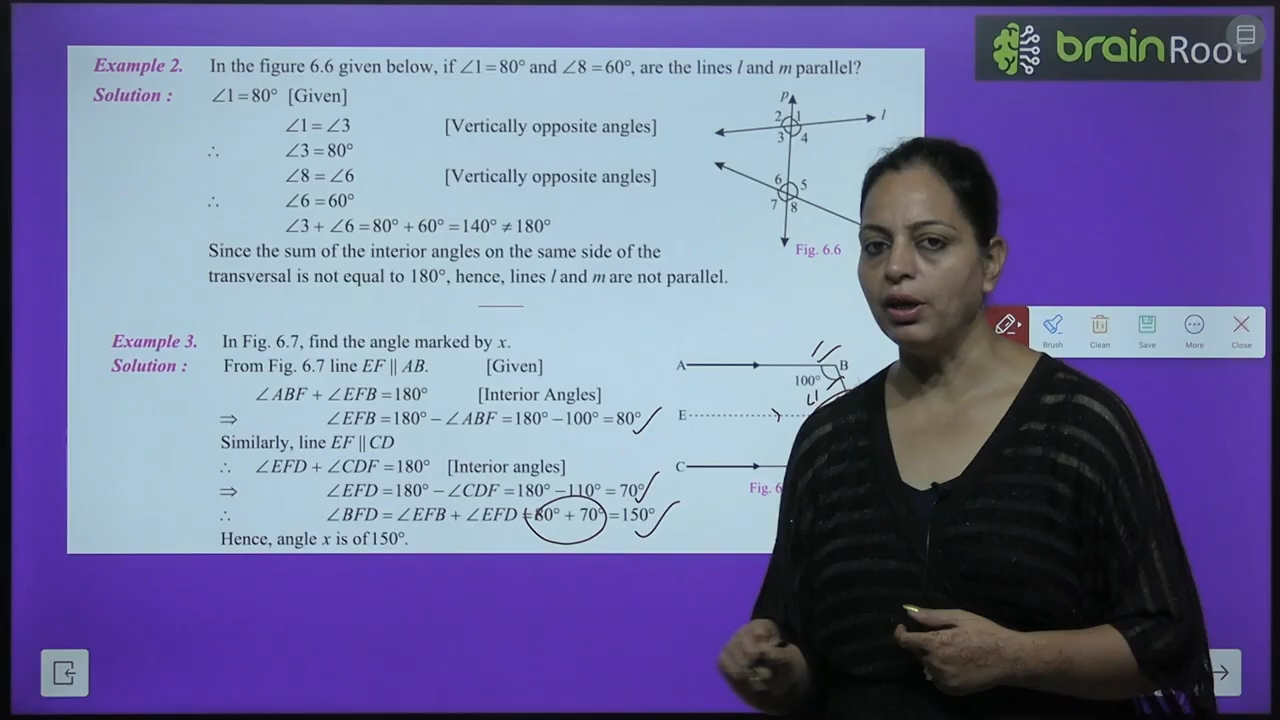 brainRoot
Example 2. In the figure 6.6 given below, if ∠1 = 80° and ∠8 = 60°, are the lines l and m parallel?
Solution : ∠1 = 80° [Given]
∠1 = ∠3 [Vertically opposite angles]
∴ ∠3 = 80°
∠8 = ∠6 [Vertically opposite angles]
∴ ∠6 = 60°
∠3 + ∠6 = 80° + 60° = 140° ≠ 180°
Since the sum of the interior angles on the same side of the
transversal is not equal to 180°, hence, lines l and m are not parallel.
p
2 1 l
3 4
6 5
7 8
Fig. 6.6
Example 3. In Fig. 6.7, find the angle marked by x.
Solution : From Fig. 6.7 line EF || AB. [Given]
∠ABF + ∠EFB = 180° [Interior Angles]
⇒ ∠EFB = 180° − ∠ABF = 180° − 100° = 80°
Similarly, line EF || CD
∴ ∠EFD + ∠CDF = 180° [Interior angles]
⇒ ∠EFD = 180° − ∠CDF = 180° − 110° = 70°
∴ ∠BFD = ∠EFB + ∠EFD = 80° + 70° = 150°
Hence, angle x is of 150°.
A B
100°
E
C
Fig. 6
Brush Clean Save More Close